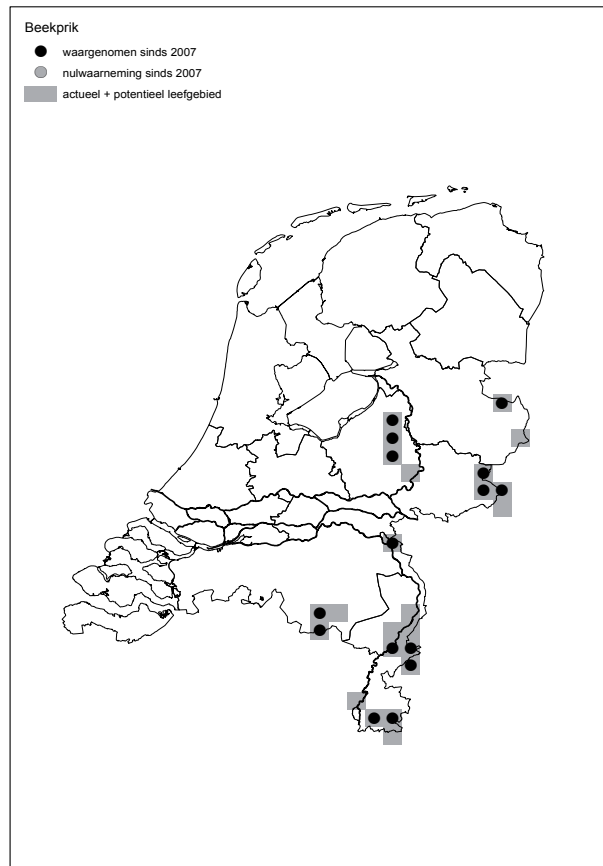 Beekprik
waargenomen sinds 2007
nulwaarneming sinds 2007
actueel + potentieel leefgebied